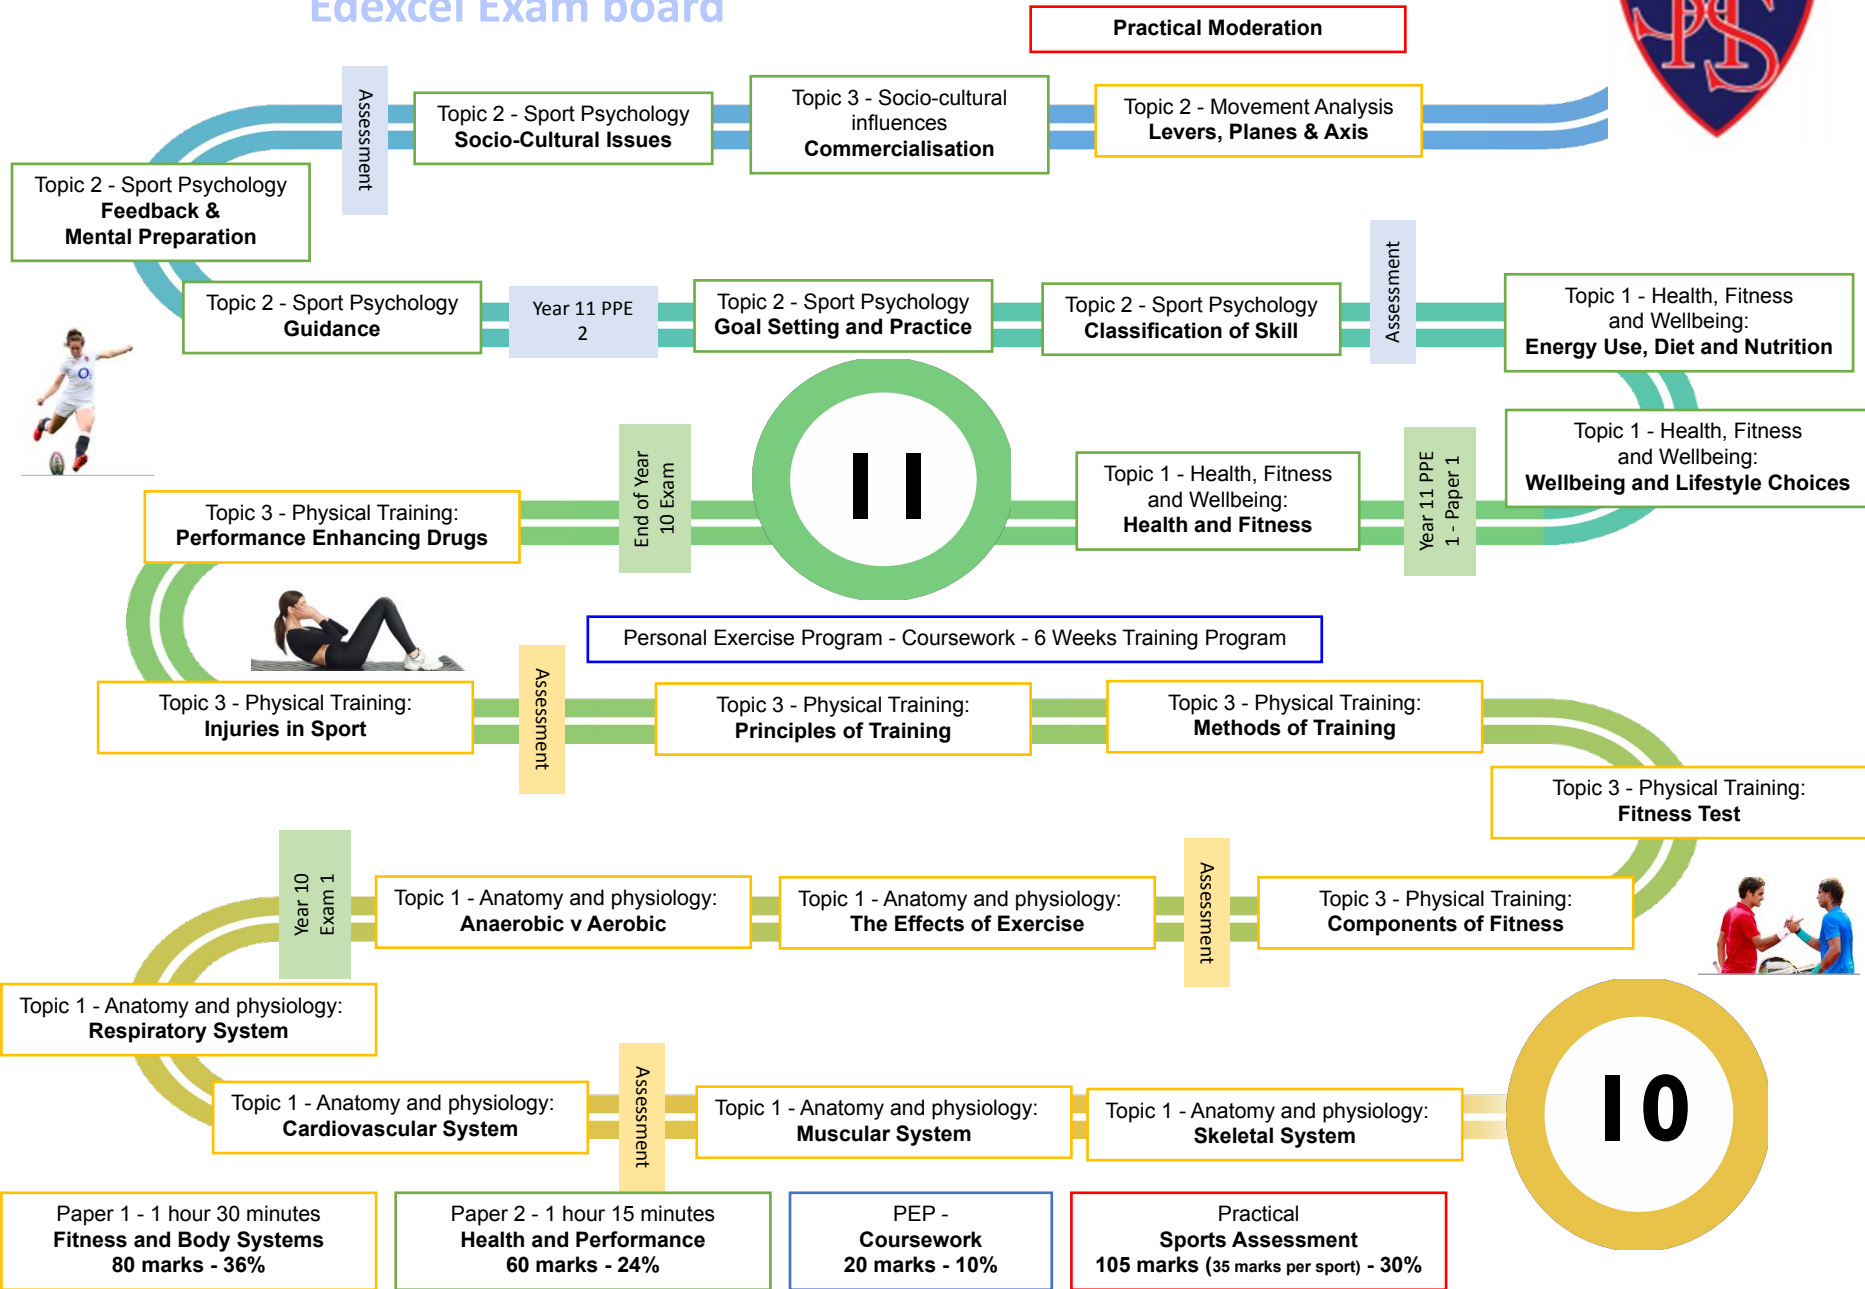 Edexcel Exam board
Practical Moderation
Assessment
Topic 2 - Sport Psychology
Socio-Cultural Issues
Topic 3 - Socio-cultural
influences
Commercialisation
Topic 2 - Movement Analysis
Levers, Planes & Axis
Topic 2 - Sport Psychology
Feedback &
Mental Preparation
Topic 2 - Sport Psychology
Guidance
Year 11 PPE
2
Topic 2 - Sport Psychology
Goal Setting and Practice
Topic 2 - Sport Psychology
Classification of Skill
Assessment
Topic 1 - Health, Fitness
and Wellbeing:
Energy Use, Diet and Nutrition
Topic 1 - Health, Fitness
and Wellbeing:
Wellbeing and Lifestyle Choices
Year 11 PPE
1 - Paper 1
Topic 1 - Health, Fitness
and Wellbeing:
Health and Fitness
11
End of Year
10 Exam
Topic 3 - Physical Training:
Performance Enhancing Drugs
Personal Exercise Program - Coursework - 6 Weeks Training Program
Topic 3 - Physical Training:
Injuries in Sport
Assessment
Topic 3 - Physical Training:
Principles of Training
Topic 3 - Physical Training:
Methods of Training
Topic 3 - Physical Training:
Fitness Test
Year 10
Exam 1
Topic 1 - Anatomy and physiology:
Anaerobic v Aerobic
Topic 1 - Anatomy and physiology:
The Effects of Exercise
Assessment
Topic 3 - Physical Training:
Components of Fitness
Topic 1 - Anatomy and physiology:
Respiratory System
Topic 1 - Anatomy and physiology:
Cardiovascular System
Assessment
Topic 1 - Anatomy and physiology:
Muscular System
Topic 1 - Anatomy and physiology:
Skeletal System
10
Paper 1 - 1 hour 30 minutes
Fitness and Body Systems
80 marks - 36%
Paper 2 - 1 hour 15 minutes
Health and Performance
60 marks - 24%
PEP -
Coursework
20 marks - 10%
Practical
Sports Assessment
105 marks (35 marks per sport) - 30%